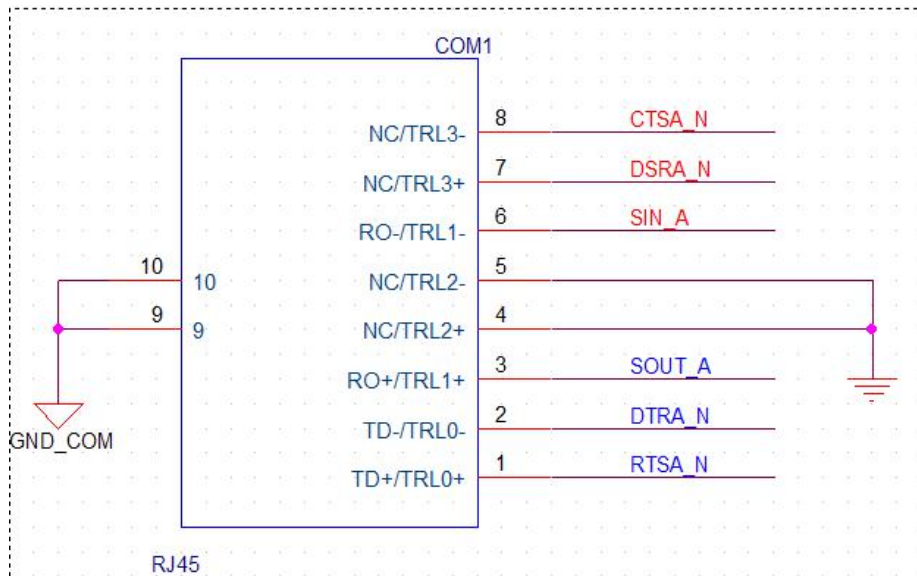 COM1
NC/TRL3- 8 CTSA_N
NC/TRL3+ 7 DSRA_N
RO-/TRL1- 6 SIN_A
10 10 NC/TRL2- 5
9 9 NC/TRL2+ 4
RO+/TRL1+ 3 SOUT_A
TD-/TRL0- 2 DTRA_N
GND_COM
TD+/TRL0+ 1 RTSA_N
RJ45